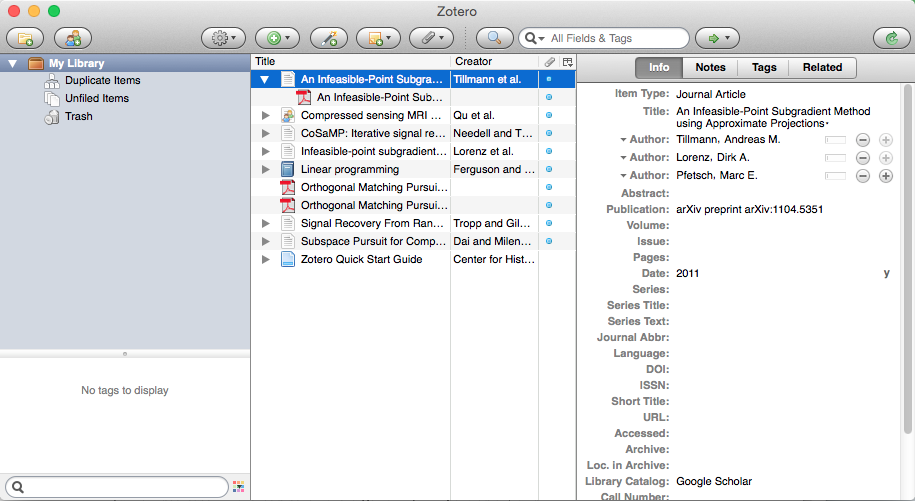 Zotero
All Fields & Tags
My Library
Duplicate Items
Unfiled Items
Trash
No tags to display
Title Creator
An Infeasible-Point Subgra... Tillmann et al.
An Infeasible-Point Sub...
Compressed sensing MRI ... Qu et al.
CoSaMP: Iterative signal re... Needell and T...
Infeasible-point subgradient... Lorenz et al.
Linear programming Ferguson and ...
Orthogonal Matching Pursui...
Orthogonal Matching Pursui...
Signal Recovery From Ran... Tropp and Gil...
Subspace Pursuit for Comp... Dai and Milen...
Zotero Quick Start Guide Center for Hist...
Info Notes Tags Related
Item Type: Journal Article
Title: An Infeasible-Point Subgradient Method
using Approximate Projections
Author: Tillmann, Andreas M.
Author: Lorenz, Dirk A.
Author: Pfetsch, Marc E.
Abstract:
Publication: arXiv preprint arXiv:1104.5351
Volume:
Issue:
Pages:
Date: 2011 y
Series:
Series Title:
Series Text:
Journal Abbr:
Language:
DOI:
ISSN:
Short Title:
URL:
Accessed:
Archive:
Loc. in Archive:
Library Catalog: Google Scholar
Call Number: